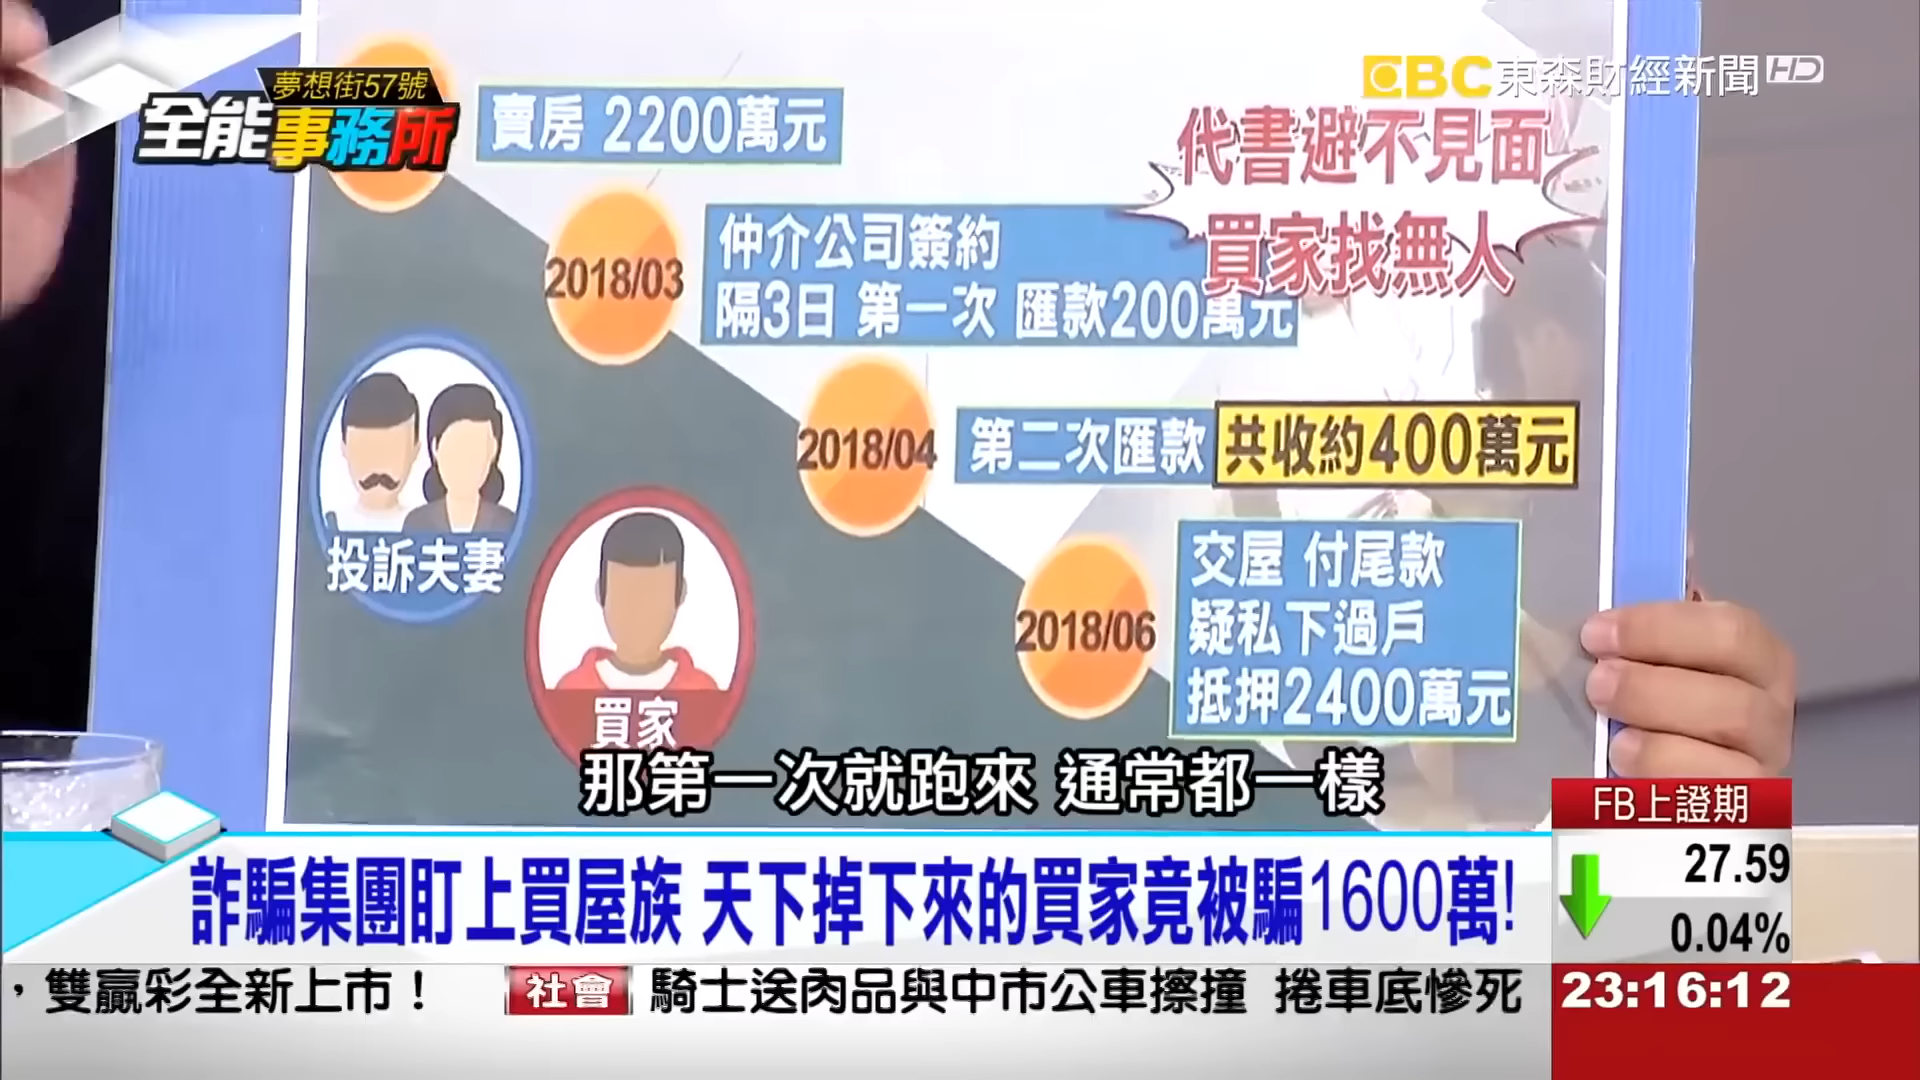 夢想街57號
全能事務所
EBC 東森財經新聞 HD
賣房 2200萬元
代書避不見面
買家找無人
2018/03
仲介公司簽約
隔3日 第一次 匯款200萬元
2018/04
第二次匯款 共收約400萬元
投訴夫妻
買家
2018/06
交屋 付尾款
疑私下過戶
抵押2400萬元
那第一次就跑來 通常都一樣
詐騙集團盯上買屋族 天下掉下來的買家竟被騙1600萬!
FB上證期
27.59
0.04%
，雙贏彩全新上市！ 社會 騎士送肉品與中市公車擦撞 捲車底慘死
23:16:12